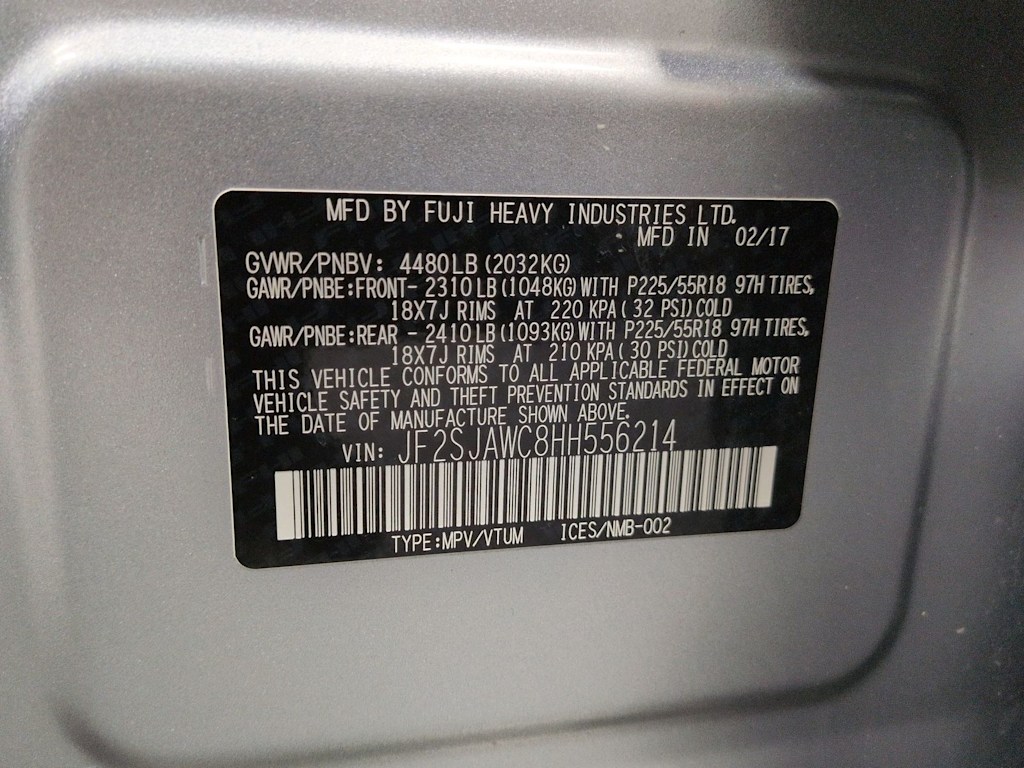 MFD BY FUJI HEAVY INDUSTRIES LTD.
MFD IN 02/17
GVWR/PNBV: 4480LB (2032KG)
GAWR/PNBE:FRONT- 2310LB (1048KG) WITH P225/55R18 97H TIRES,
18X7J RIMS AT 220 KPA ( 32 PSI) COLD
GAWR/PNBE:REAR - 2410LB (1093KG) WITH P225/55R18 97H TIRES,
18X7J RIMS AT 210 KPA ( 30 PSI) COLD
THIS VEHICLE CONFORMS TO ALL APPLICABLE FEDERAL MOTOR
VEHICLE SAFETY AND THEFT PREVENTION STANDARDS IN EFFECT ON
THE DATE OF MANUFACTURE SHOWN ABOVE.
VIN: JF2SJAWC8HH556214
TYPE:MPV/VTUM ICES/NMB-002